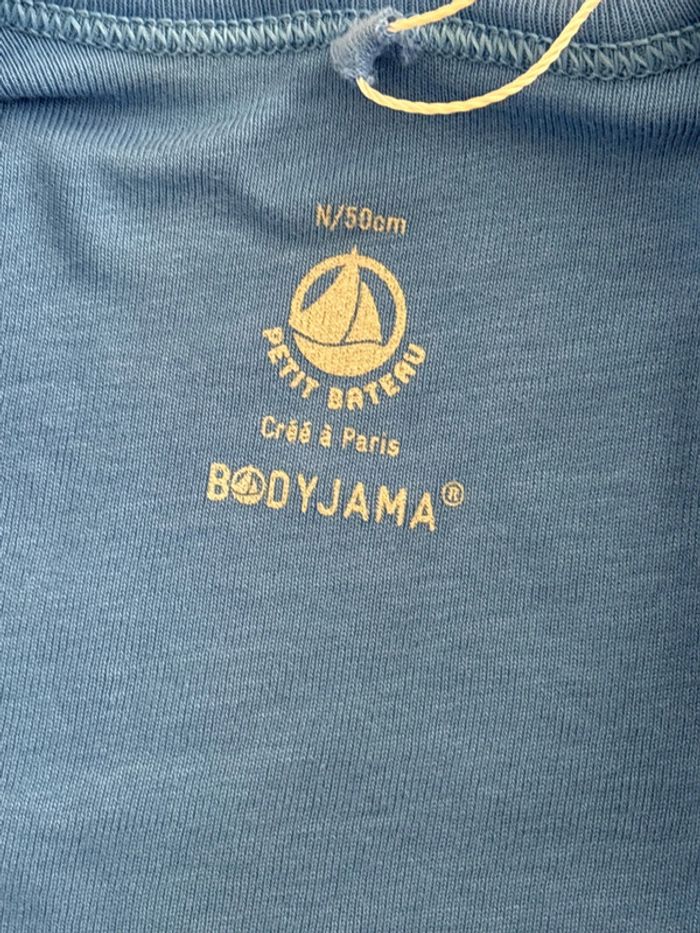 N/50cm
PETIT BATEAU
Créé à Paris
BODYJAMA®